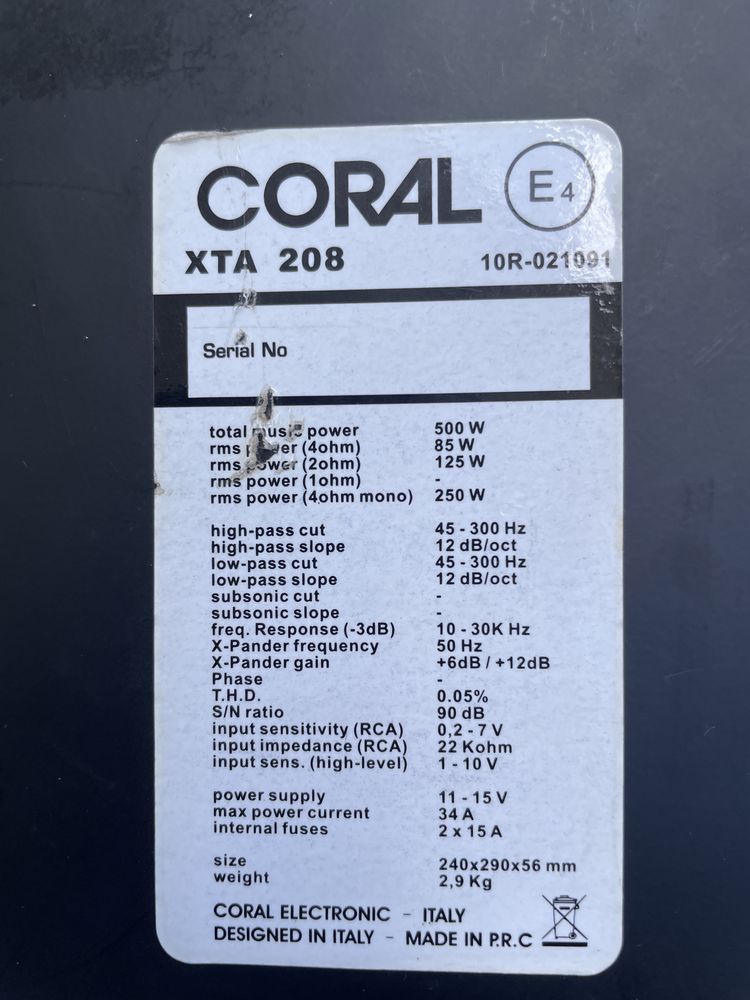 CORAL
E4
XTA 208 10R-021091
Serial No
total music power 500 W
rms power (4ohm) 85 W
rms power (2ohm) 125 W
rms power (1ohm) -
rms power (4ohm mono) 250 W
high-pass cut 45 - 300 Hz
high-pass slope 12 dB/oct
low-pass cut 45 - 300 Hz
low-pass slope 12 dB/oct
subsonic cut -
subsonic slope -
freq. Response (-3dB) 10 - 30K Hz
X-Pander frequency 50 Hz
X-Pander gain +6dB / +12dB
Phase -
T.H.D. 0.05%
S/N ratio 90 dB
input sensitivity (RCA) 0,2 - 7 V
input impedance (RCA) 22 Kohm
input sens. (high-level) 1 - 10 V
power supply 11 - 15 V
max power current 34 A
internal fuses 2 x 15 A
size 240x290x56 mm
weight 2,9 Kg
CORAL ELECTRONIC - ITALY
DESIGNED IN ITALY - MADE IN P.R.C